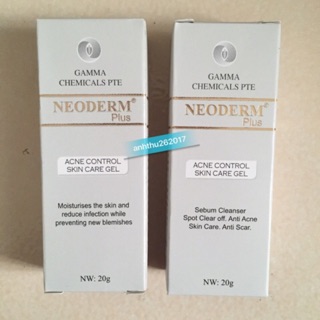 GAMMA
CHEMICALS PTE
NEODERM®
Plus
ACNE CONTROL
SKIN CARE GEL
Moisturises the skin and
reduce infection while
preventing new blemishes
NW: 20g
GAMMA
CHEMICALS PTE
NEODERM®
Plus
ACNE CONTROL
SKIN CARE GEL
Sebum Cleanser
Spot Clear off. Anti Acne
Skin Care. Anti Scar.
NW: 20g
anhthu262017